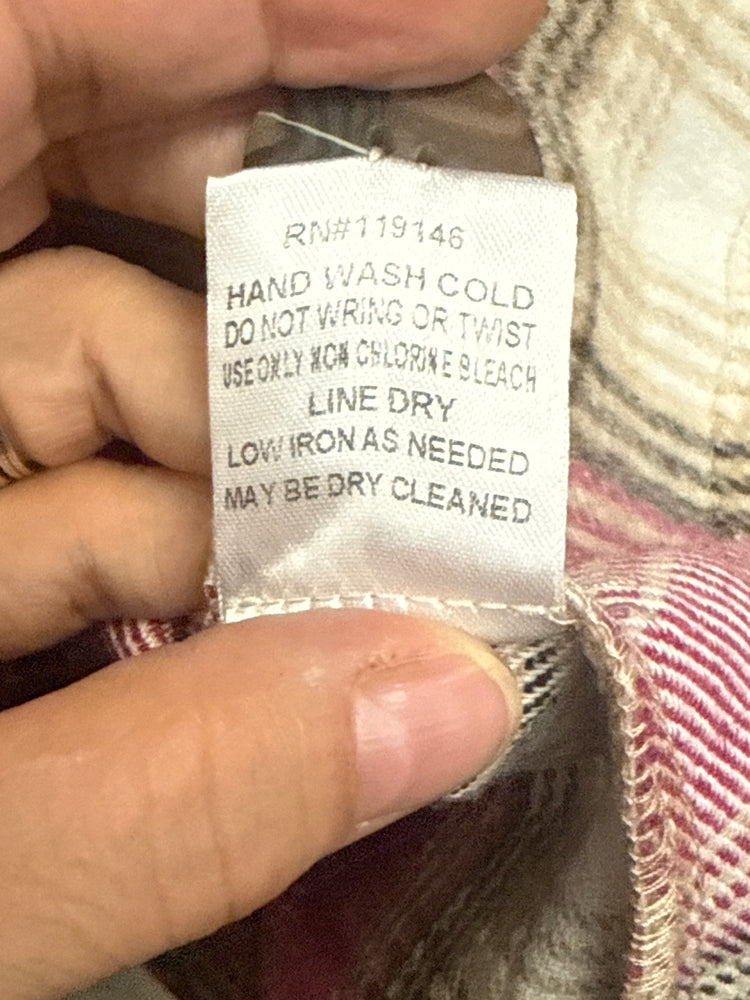 RN#119146
HAND WASH COLD
DO NOT WRING OR TWIST
USE ONLY NON CHLORINE BLEACH
LINE DRY
LOW IRON AS NEEDED
MAY BE DRY CLEANED